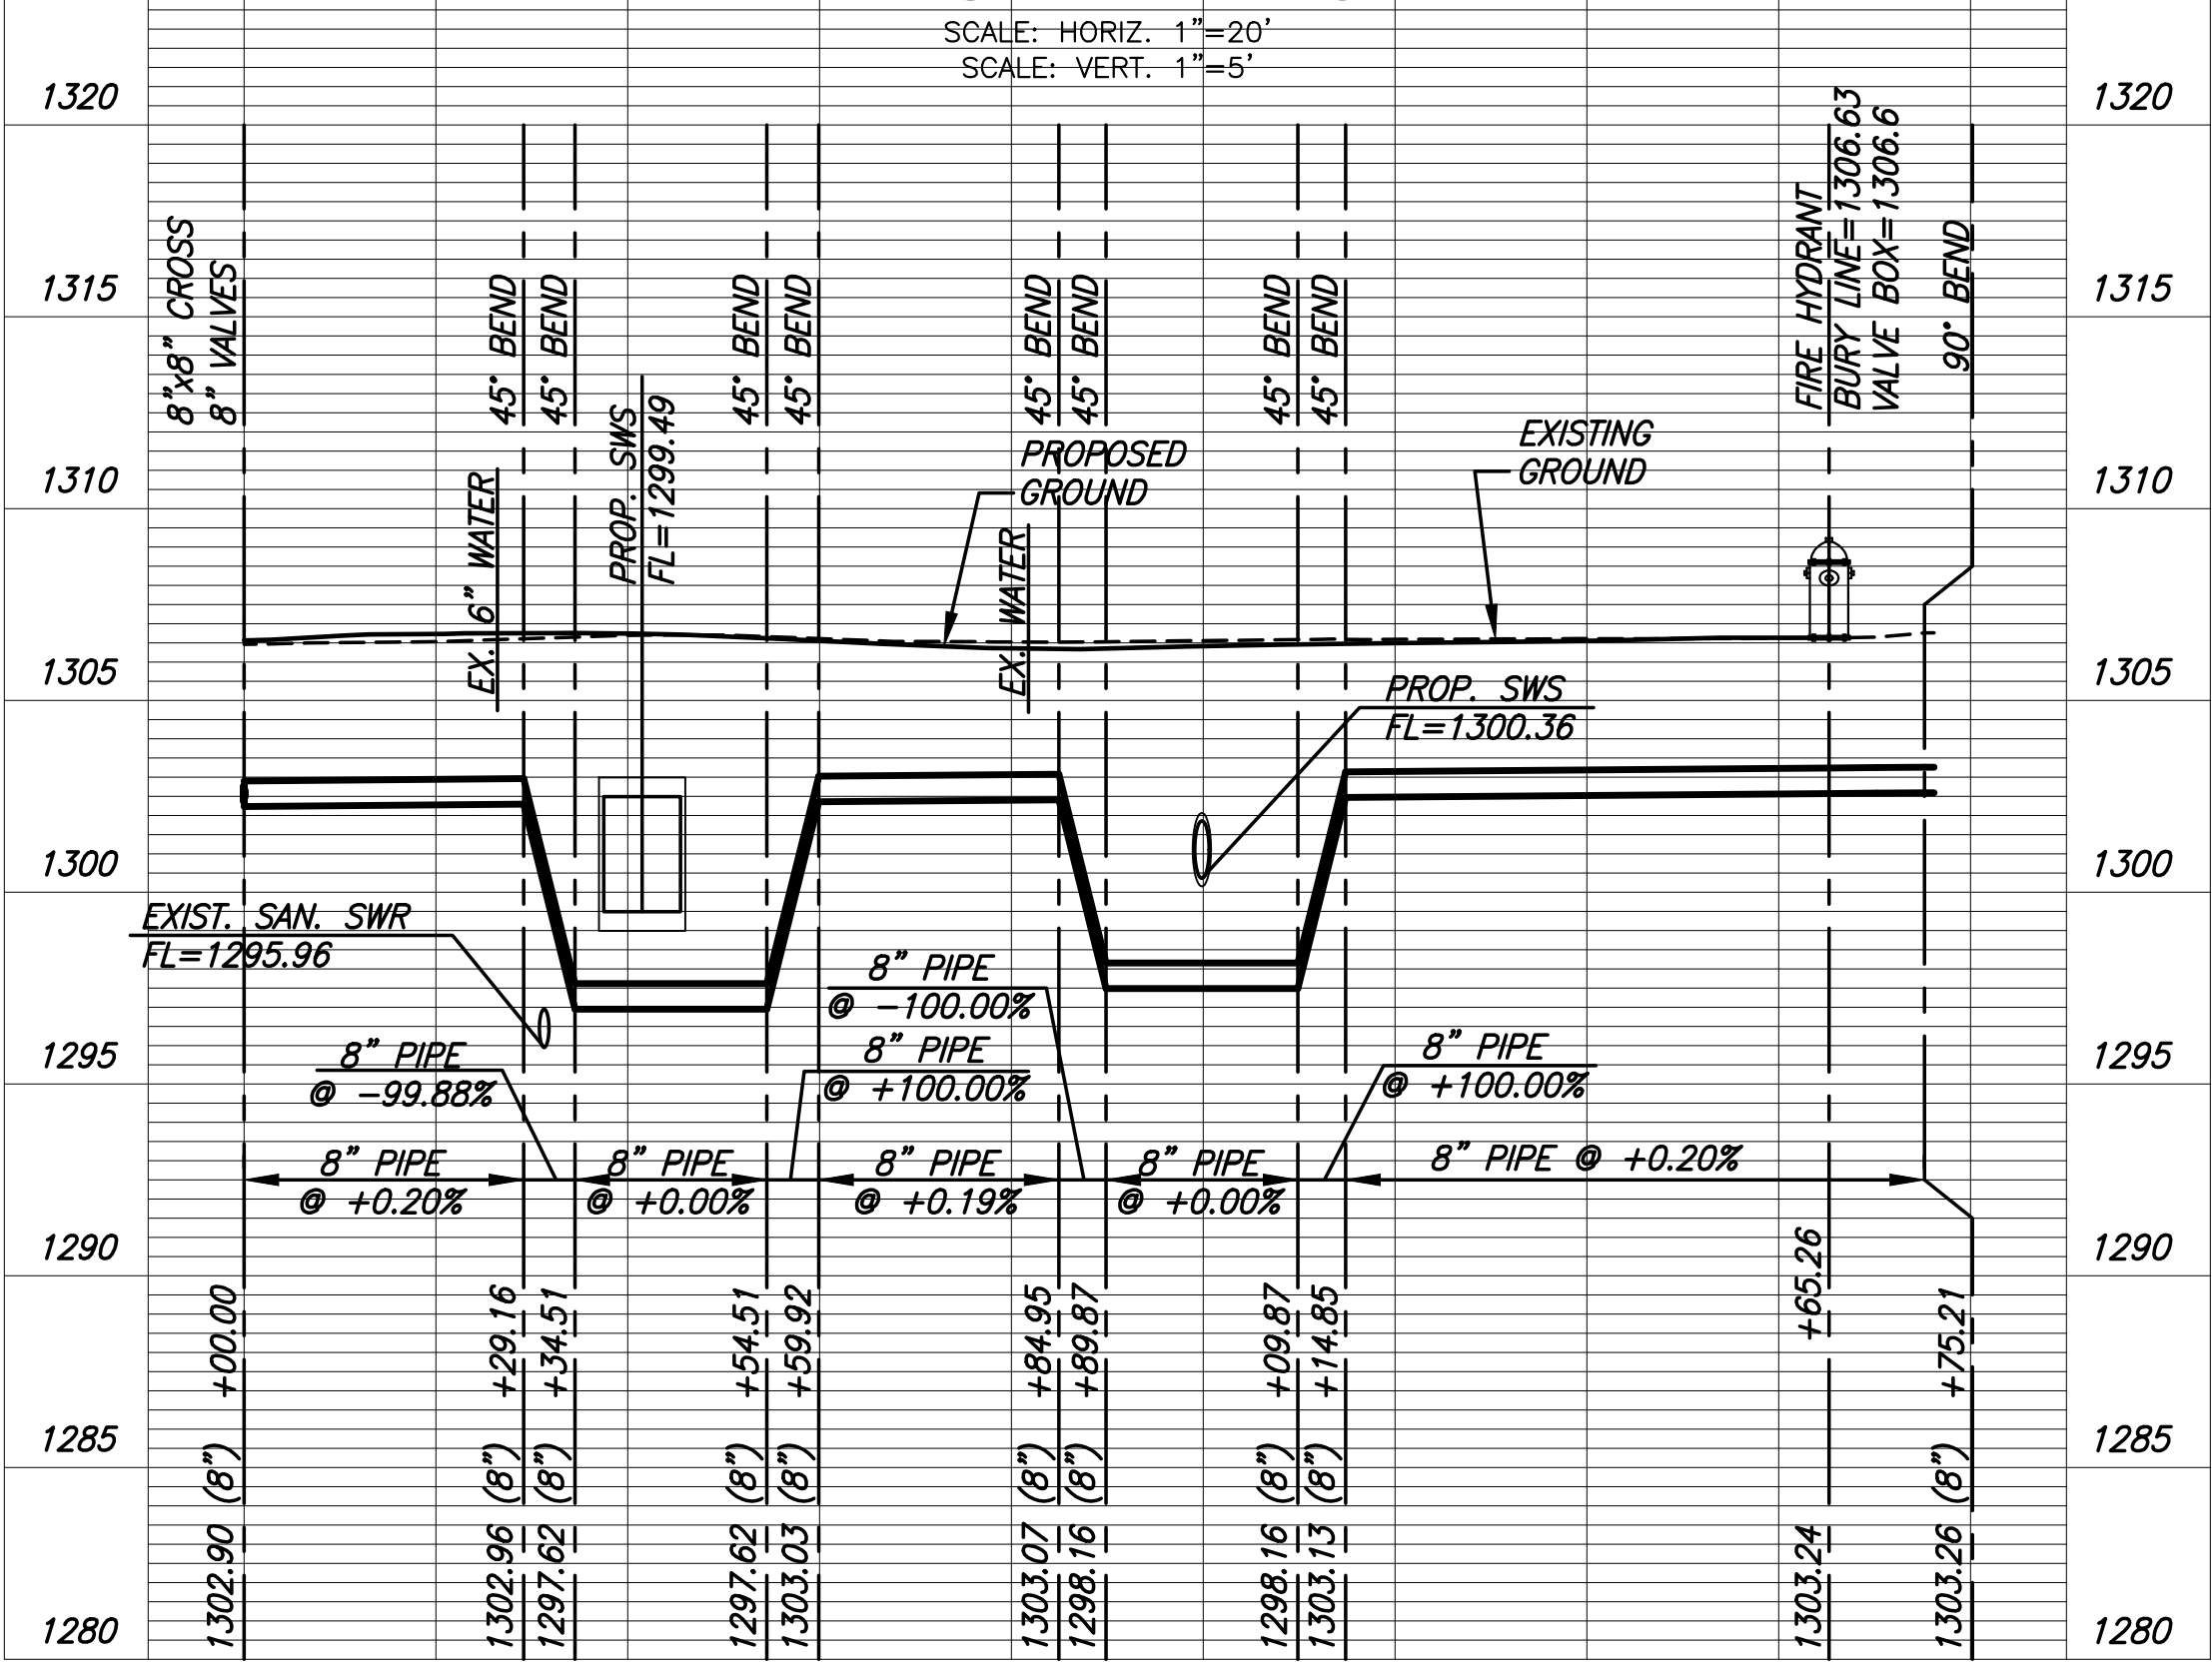 SCALE: HORIZ. 1"=20'
SCALE: VERT. 1"=5'
1320
1320
1315
1315
1310
1310
1305
1305
1300
1300
1295
1295
1290
1290
1285
1285
1280
1280
8"x8" CROSS
8" VALVES
45° BEND
45° BEND
45° BEND
45° BEND
45° BEND
45° BEND
45° BEND
45° BEND
FIRE HYDRANT
BURY LINE=1306.63
VALVE BOX=1306.6
90° BEND
EX. 6" WATER
PROP. SWS
FL=1299.49
PROPOSED
GROUND
EX. WATER
EXISTING
GROUND
PROP. SWS
FL=1300.36
EXIST. SAN. SWR
FL=1295.96
8" PIPE
@ -99.88%
8" PIPE
@ -100.00%
8" PIPE
@ +100.00%
8" PIPE
@ +100.00%
8" PIPE
@ +0.20%
8" PIPE
@ +0.00%
8" PIPE
@ +0.19%
8" PIPE
@ +0.00%
8" PIPE @ +0.20%
1302.90 (8") +00.00
1302.96 (8") +29.16
1297.62 (8") +34.51
1297.62 (8") +54.51
1303.03 (8") +59.92
1303.07 (8") +84.95
1298.16 (8") +89.87
1298.16 (8") +09.87
1303.13 (8") +14.85
1303.24 +65.26
1303.26 (8") +75.21